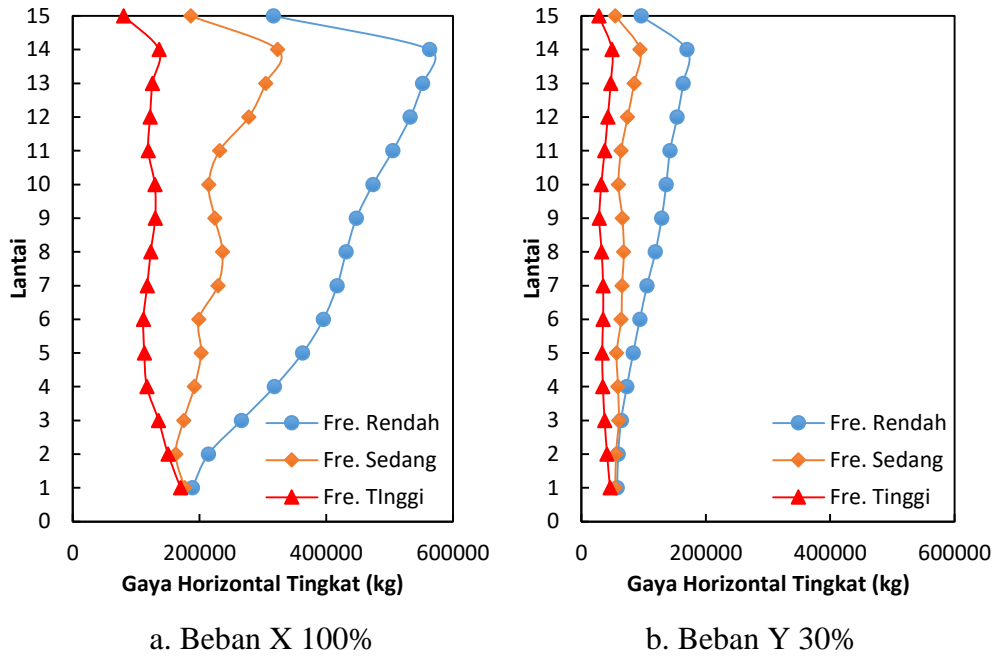 15
14
13
12
11
10
9
8
7
6
5
4
3
2
1
0
Lantai
Fre. Rendah
Fre. Sedang
Fre. TInggi
0 200000 400000 600000
Gaya Horizontal Tingkat (kg)
a. Beban X 100%
15
14
13
12
11
10
9
8
7
6
5
4
3
2
1
0
Lantai
Fre. Rendah
Fre. Sedang
Fre. Tinggi
0 200000 400000 600000
Gaya Horizontal Tingkat (kg)
b. Beban Y 30%